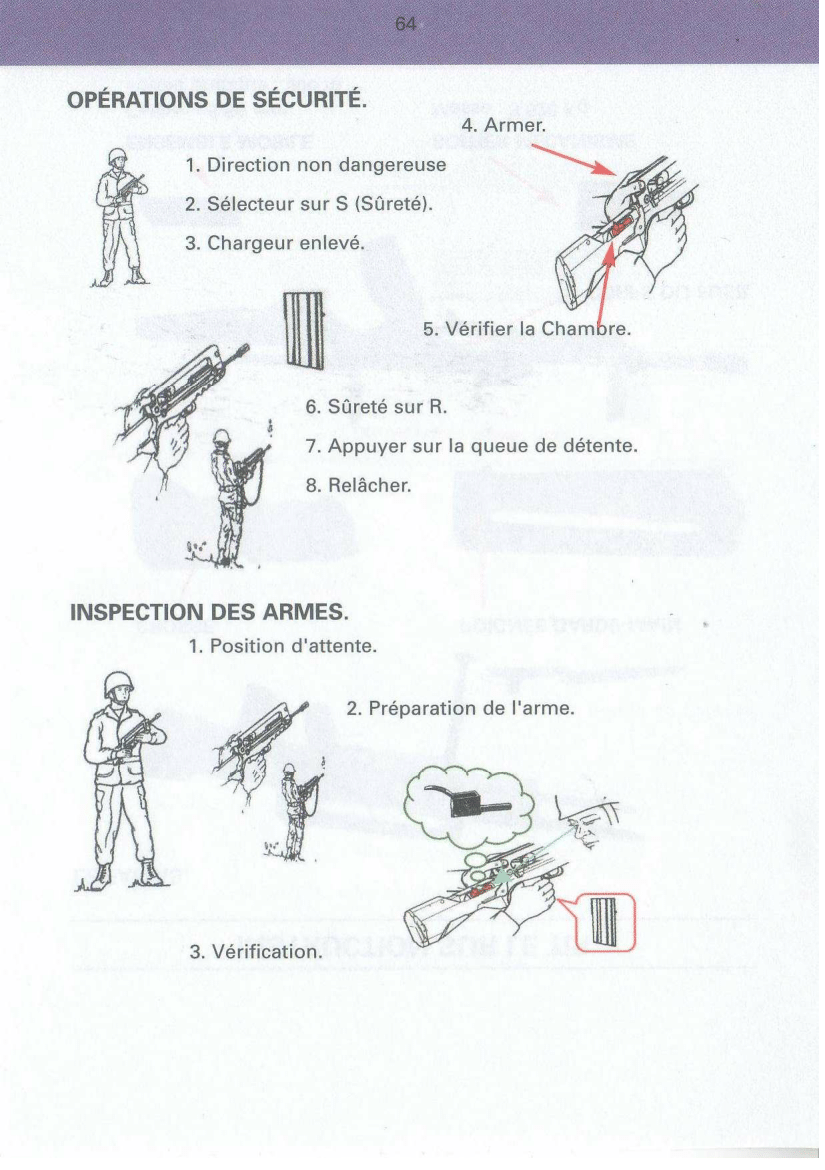 64
OPÉRATIONS DE SÉCURITÉ.
4. Armer.
1. Direction non dangereuse
2. Sélecteur sur S (Sûreté).
3. Chargeur enlevé.
5. Vérifier la Chambre.
6. Sûreté sur R.
7. Appuyer sur la queue de détente.
8. Relâcher.
INSPECTION DES ARMES.
1. Position d'attente.
2. Préparation de l'arme.
3. Vérification.